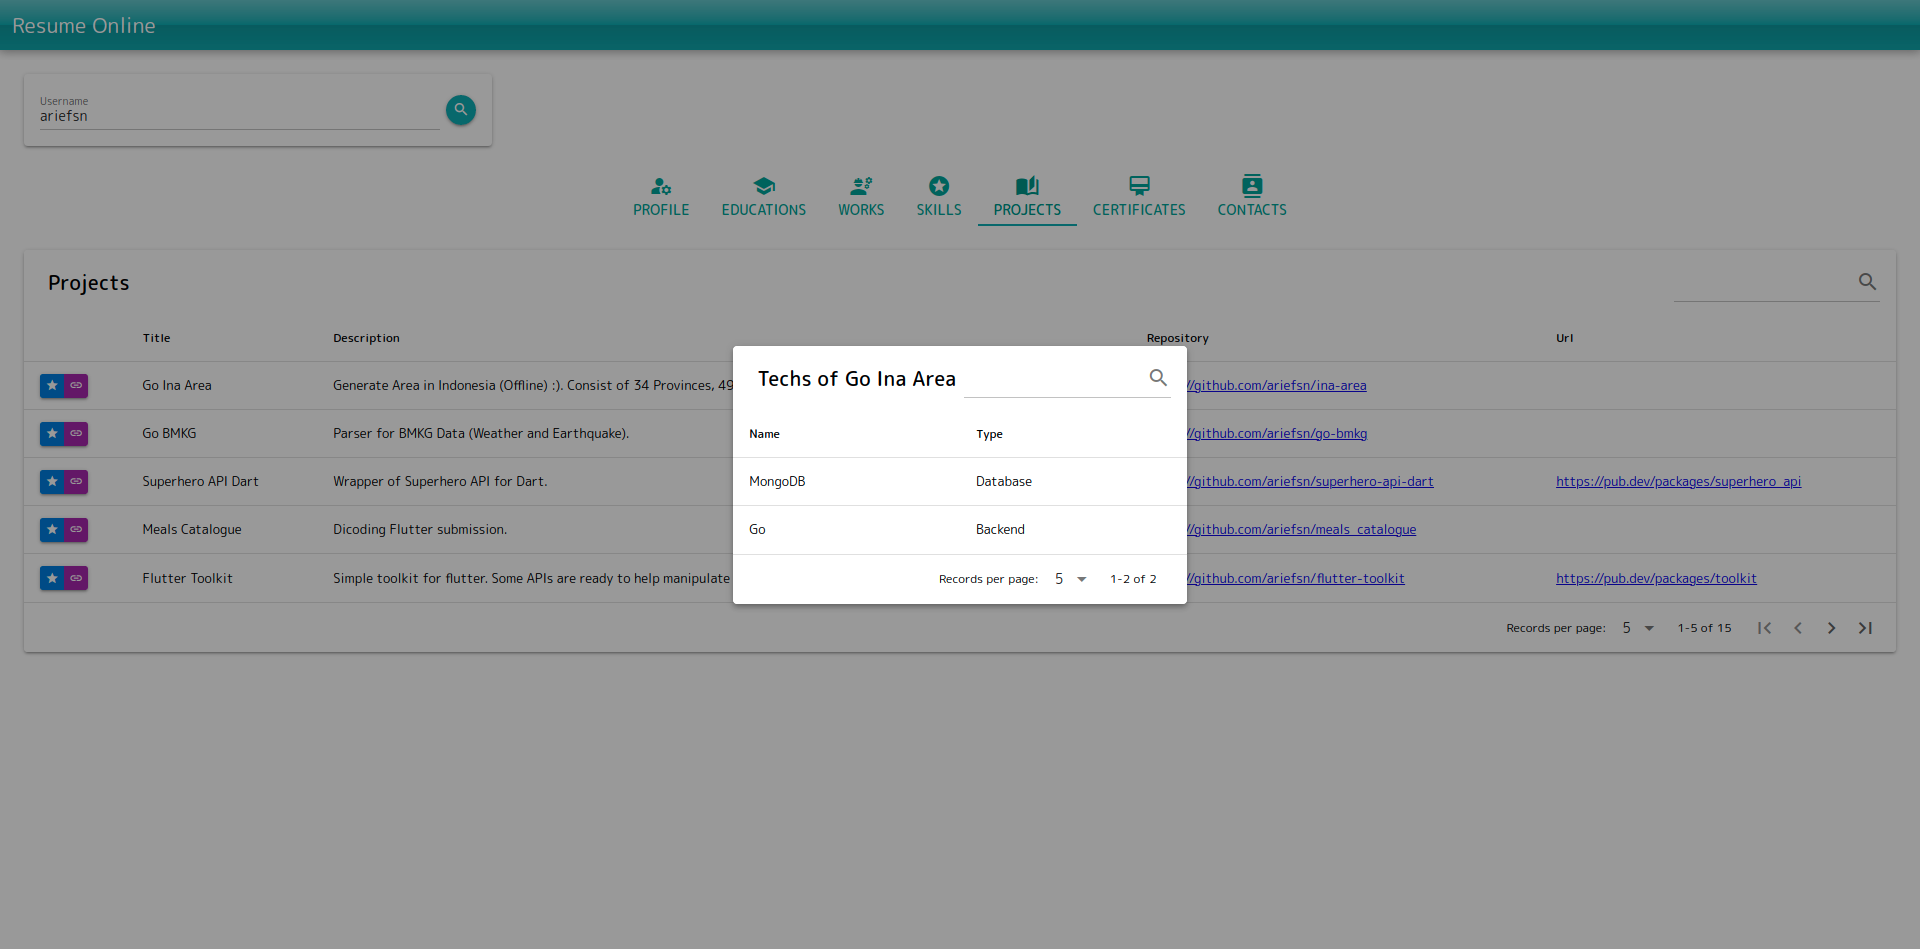 Resume Online
Username
ariefsn
PROFILE EDUCATIONS WORKS SKILLS PROJECTS CERTIFICATES CONTACTS
Projects
Title Description Repository Url
Go Ina Area Generate Area in Indonesia (Offline) :). Consist of 34 Provinces, 49 //github.com/ariefsn/ina-area
Go BMKG Parser for BMKG Data (Weather and Earthquake). //github.com/ariefsn/go-bmkg
Superhero API Dart Wrapper of Superhero API for Dart. //github.com/ariefsn/superhero-api-dart https://pub.dev/packages/superhero_api
Meals Catalogue Dicoding Flutter submission. //github.com/ariefsn/meals_catalogue
Flutter Toolkit Simple toolkit for flutter. Some APIs are ready to help manipulate //github.com/ariefsn/flutter-toolkit https://pub.dev/packages/toolkit
Records per page: 5 1-5 of 15
Techs of Go Ina Area
Name Type
MongoDB Database
Go Backend
Records per page: 5 1-2 of 2